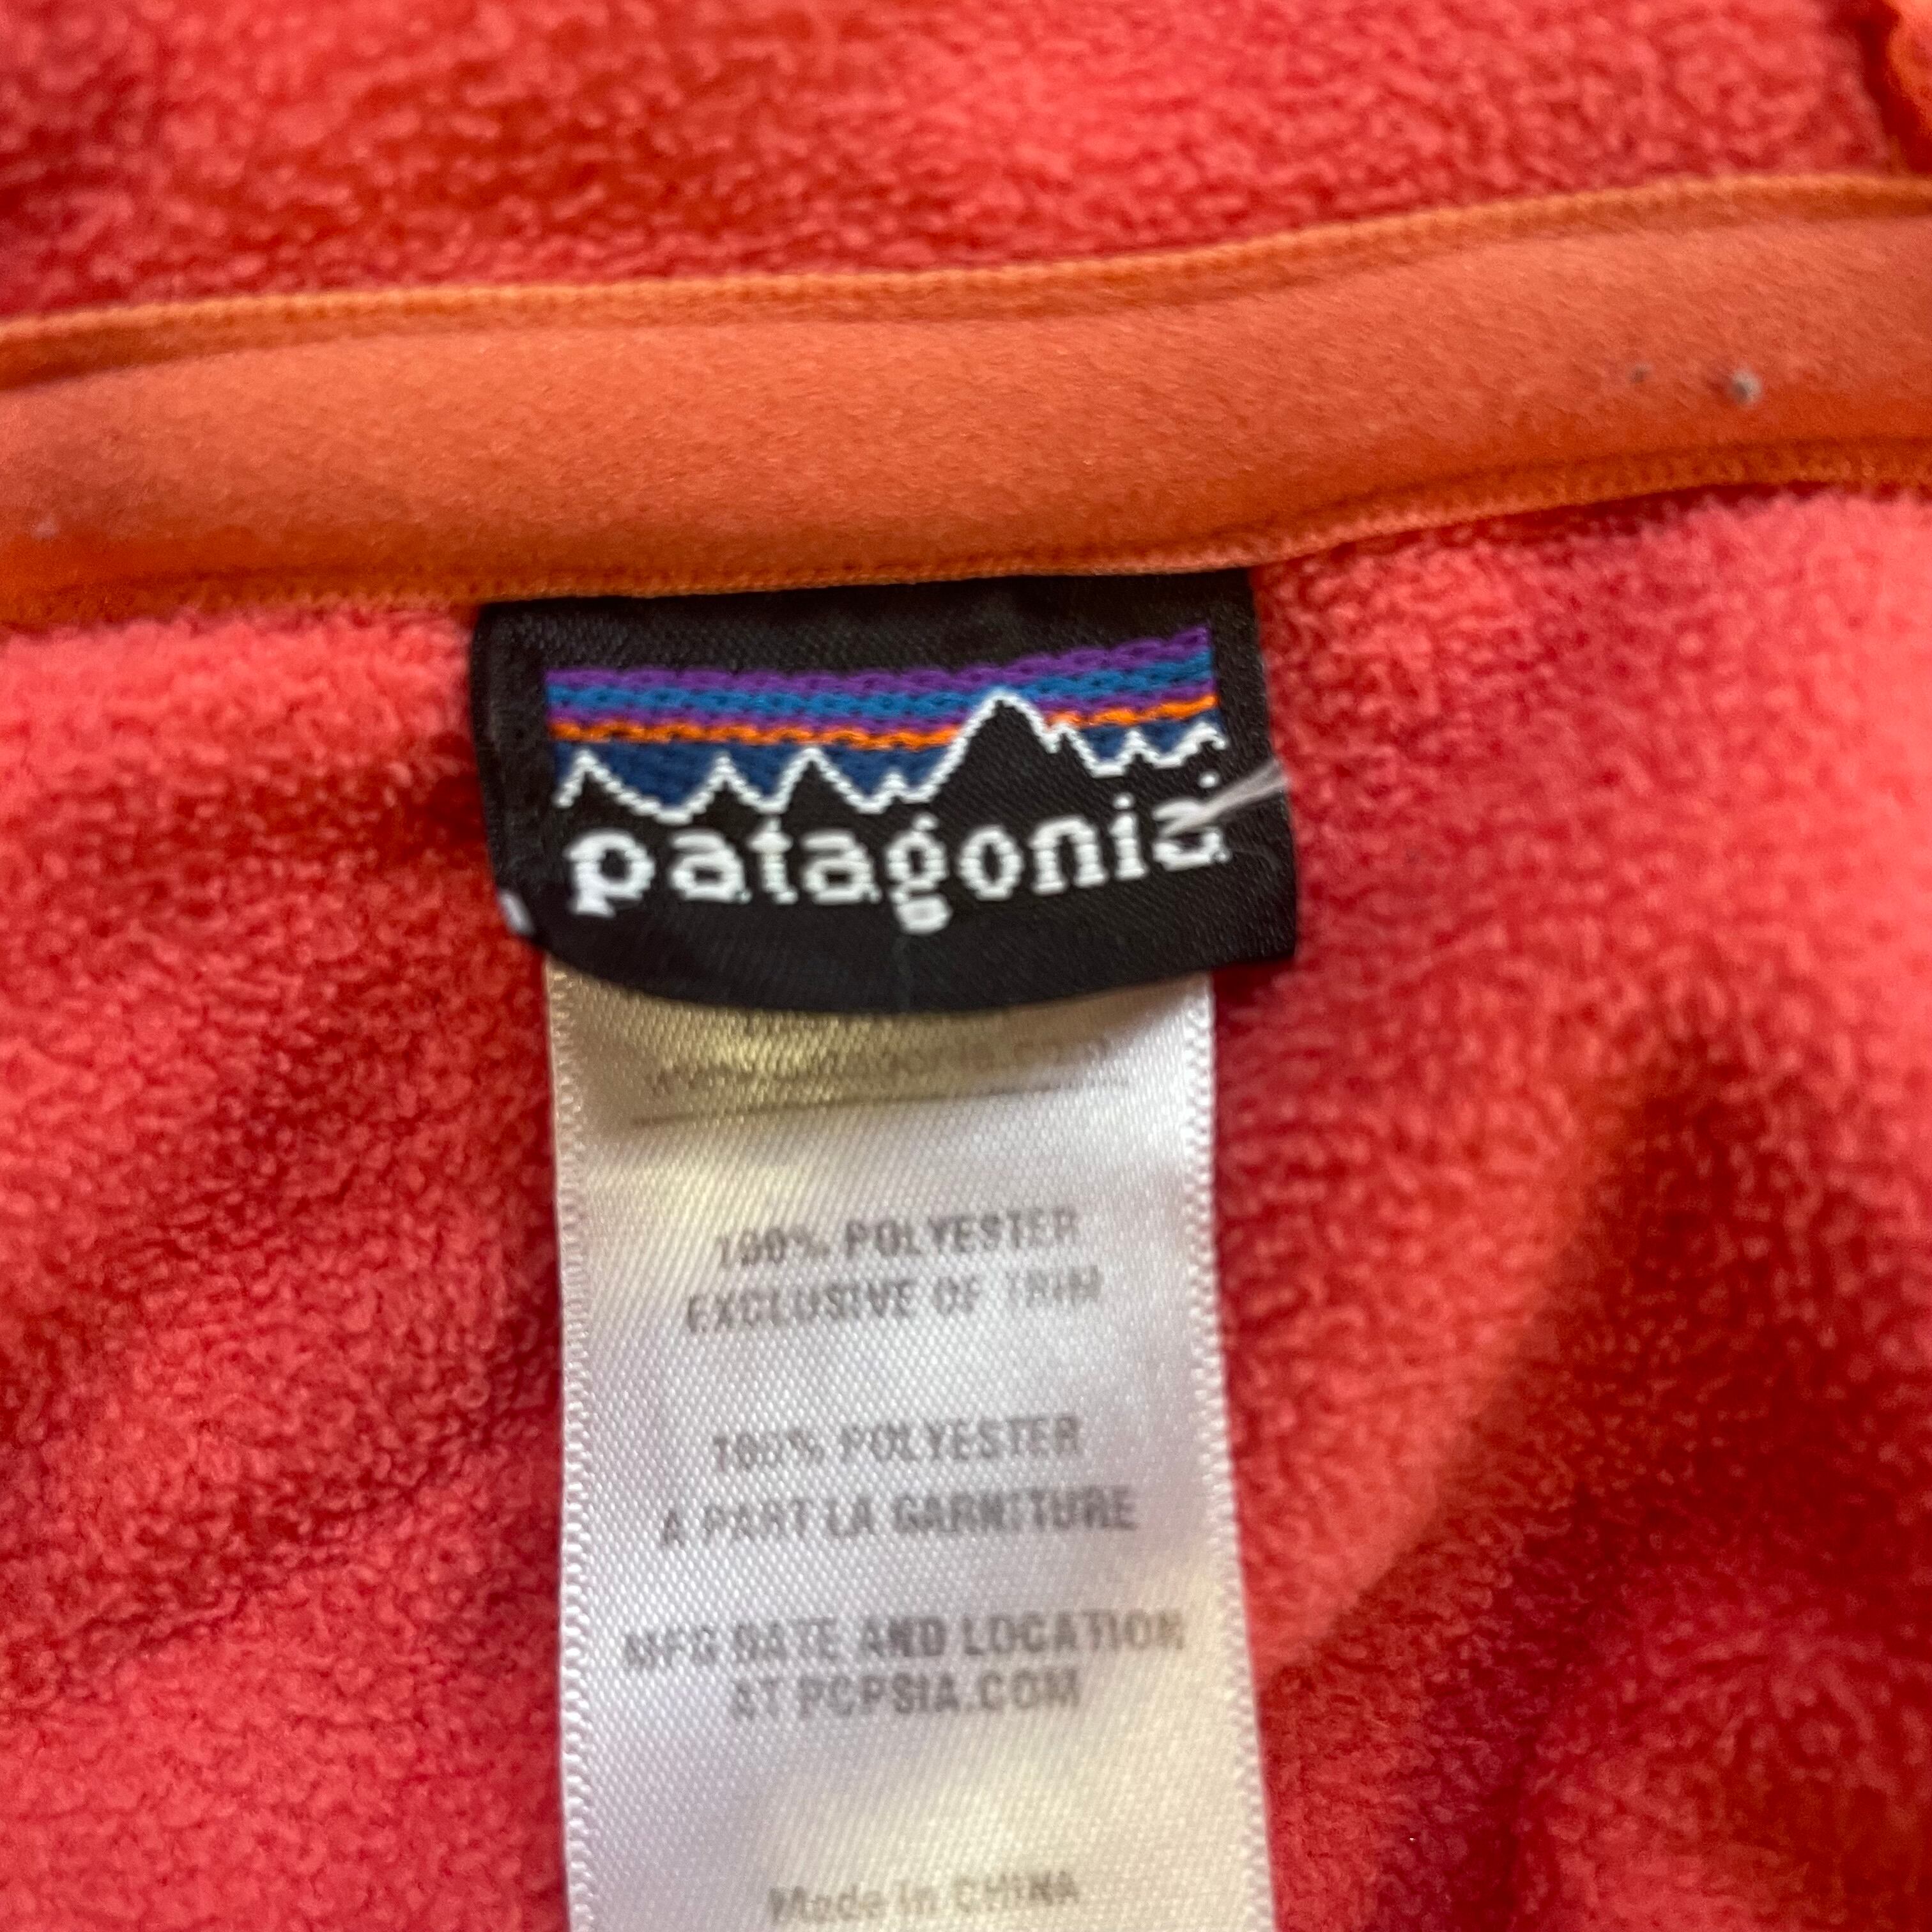 patagonia
100% POLYESTER
EXCLUSIVE OF TRIM
100% POLYESTER
A PART LA GARNITURE
MFG DATE AND LOCATION
AT PCPSIA.COM
Made in CHINA